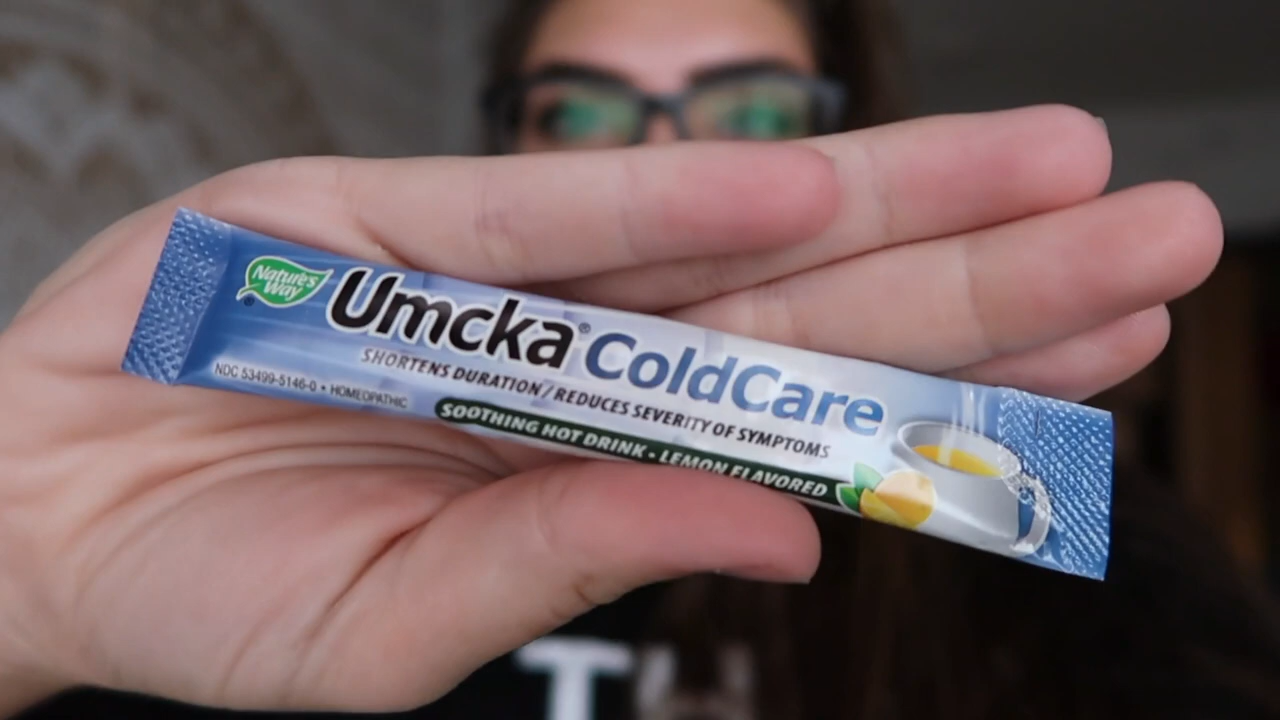 Nature's
Way®
Umcka® ColdCare
SHORTENS DURATION/REDUCES SEVERITY OF SYMPTOMS
NDC 53499-5146-0 • HOMEOPATHIC
SOOTHING HOT DRINK • LEMON FLAVORED
TH